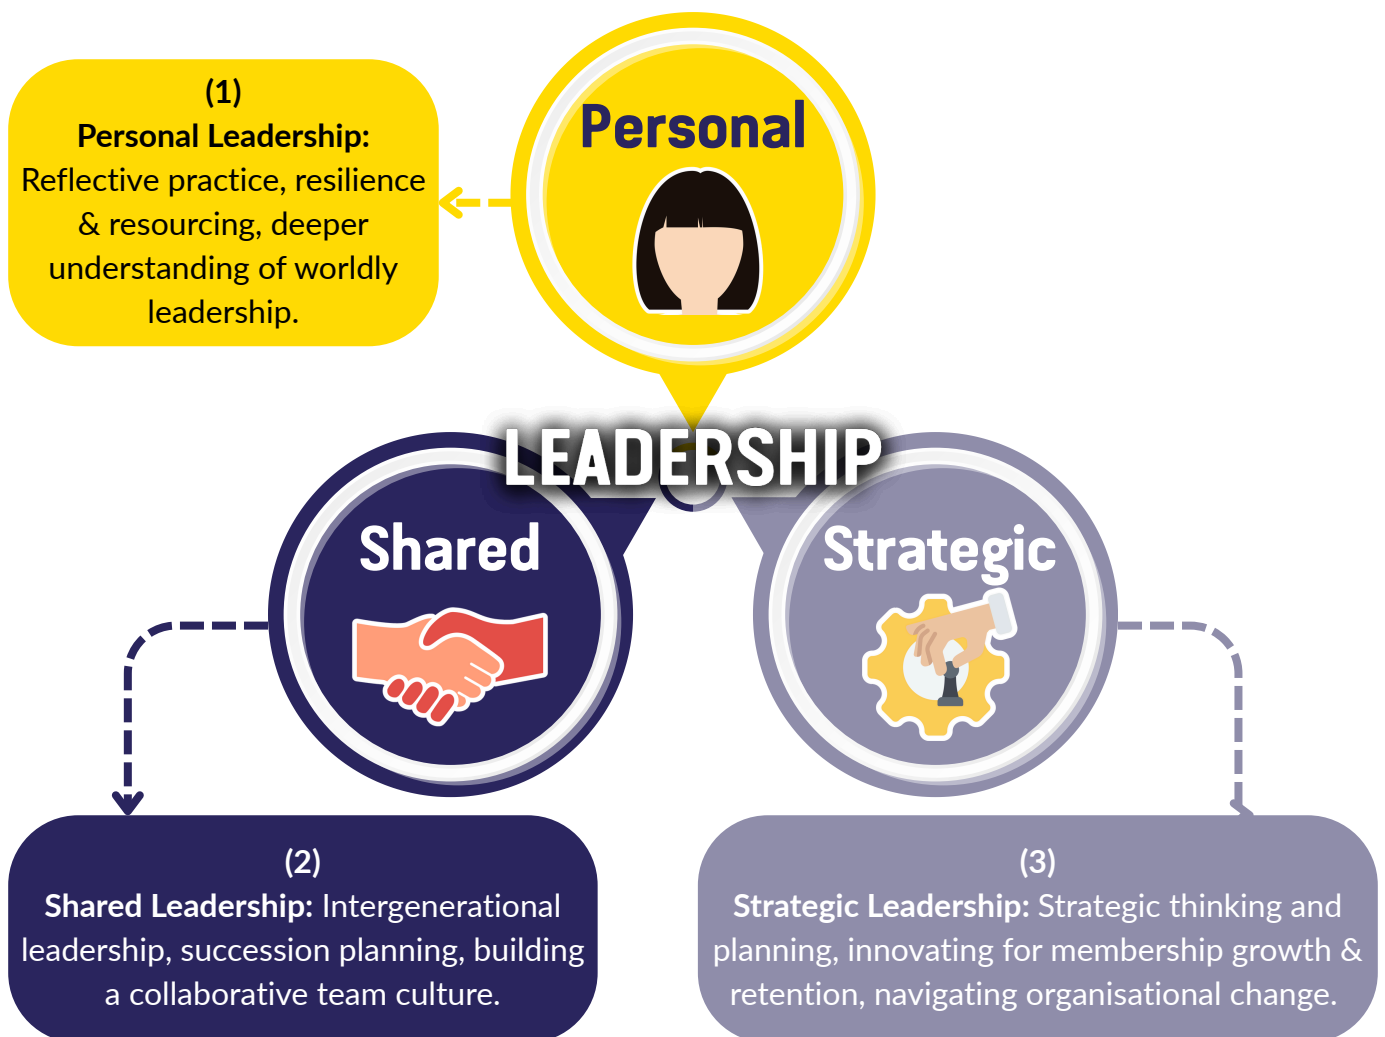 Personal
(1)
Personal Leadership:
Reflective practice, resilience
& resourcing, deeper
understanding of worldly
leadership.
LEADERSHIP
Shared
Strategic
(2)
Shared Leadership: Intergenerational
leadership, succession planning, building
a collaborative team culture.
(3)
Strategic Leadership: Strategic thinking and
planning, innovating for membership growth &
retention, navigating organisational change.